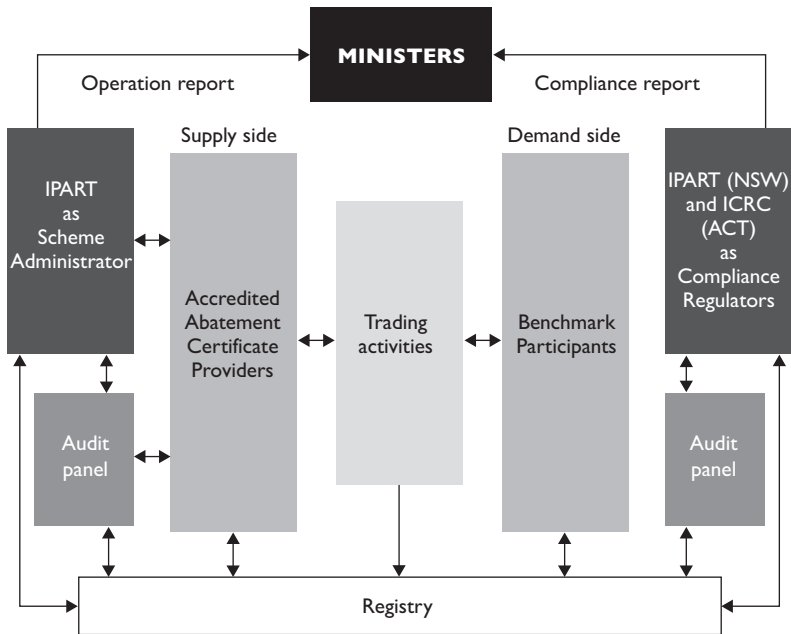 MINISTERS
Operation report
Compliance report
Supply side
Demand side
IPART
as
Scheme
Administrator
Accredited
Abatement
Certificate
Providers
Trading
activities
Benchmark
Participants
IPART (NSW)
and ICRC
(ACT)
as
Compliance
Regulators
Audit
panel
Audit
panel
Registry